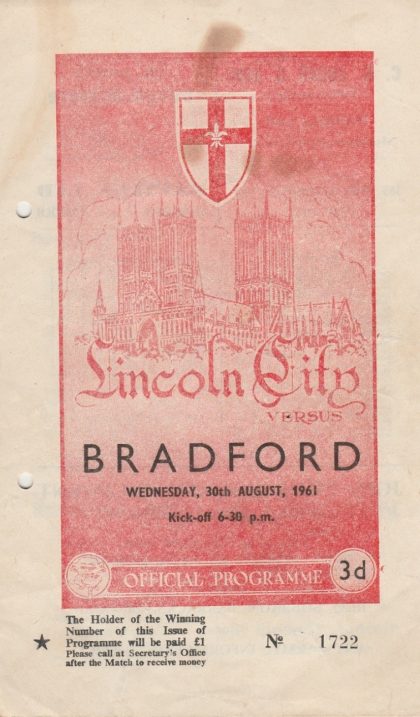 Lincoln City
VERSUS
BRADFORD
WEDNESDAY, 30th AUGUST, 1961
Kick-off 6-30 p.m.
OFFICIAL PROGRAMME 3d
The Holder of the Winning
Number of this Issue of
★ Programme will be paid £1
Please call at Secretary's Office
after the Match to receive money
Nº 1722